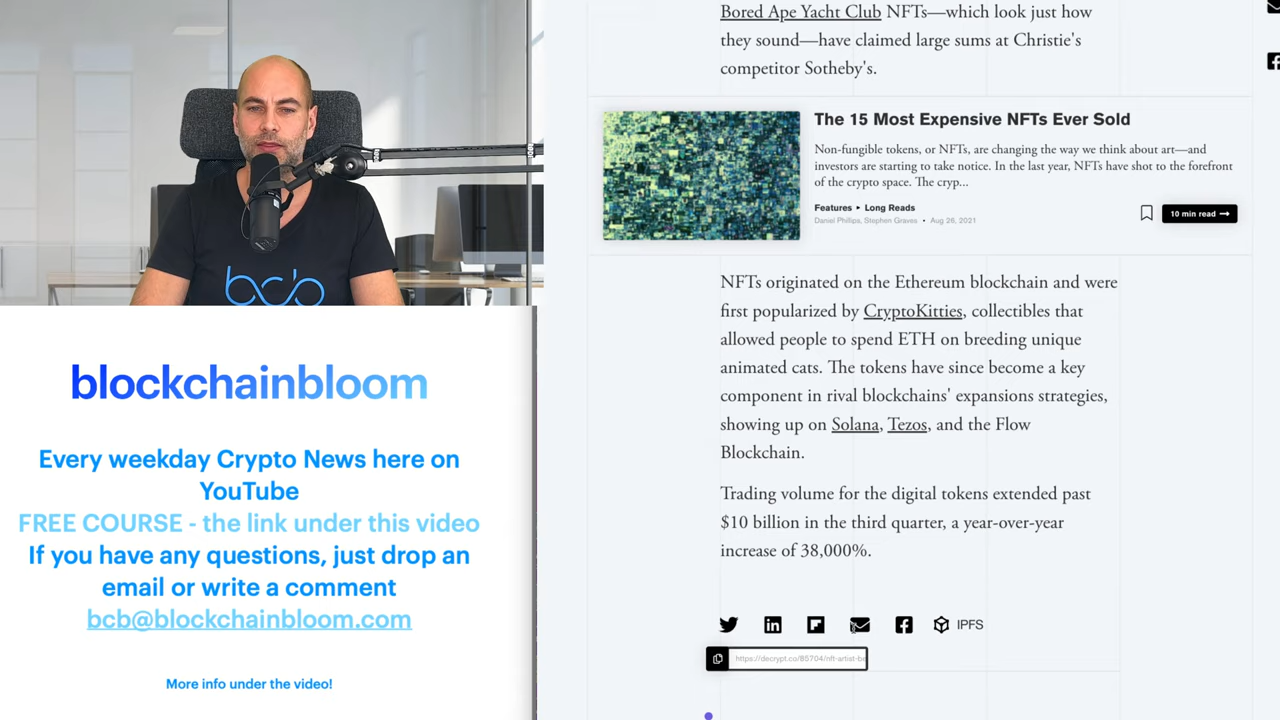 bcb
blockchainbloom
Every weekday Crypto News here on
YouTube
FREE COURSE - the link under this video
If you have any questions, just drop an
email or write a comment
bcb@blockchainbloom.com
More info under the video!
Bored Ape Yacht Club NFTs—which look just how
they sound—have claimed large sums at Christie's
competitor Sotheby's.
The 15 Most Expensive NFTs Ever Sold
Non-fungible tokens, or NFTs, are changing the way we think about art—and
investors are starting to take notice. In the last year, NFTs have shot to the forefront
of the crypto space. The cryp...
Features ▸ Long Reads
Daniel Phillips, Stephen Graves • Aug 26, 2021
10 min read →
NFTs originated on the Ethereum blockchain and were
first popularized by CryptoKitties, collectibles that
allowed people to spend ETH on breeding unique
animated cats. The tokens have since become a key
component in rival blockchains' expansions strategies,
showing up on Solana, Tezos, and the Flow
Blockchain.
Trading volume for the digital tokens extended past
$10 billion in the third quarter, a year-over-year
increase of 38,000%.
IPFS
https://decrypt.co/85704/nft-artist-be